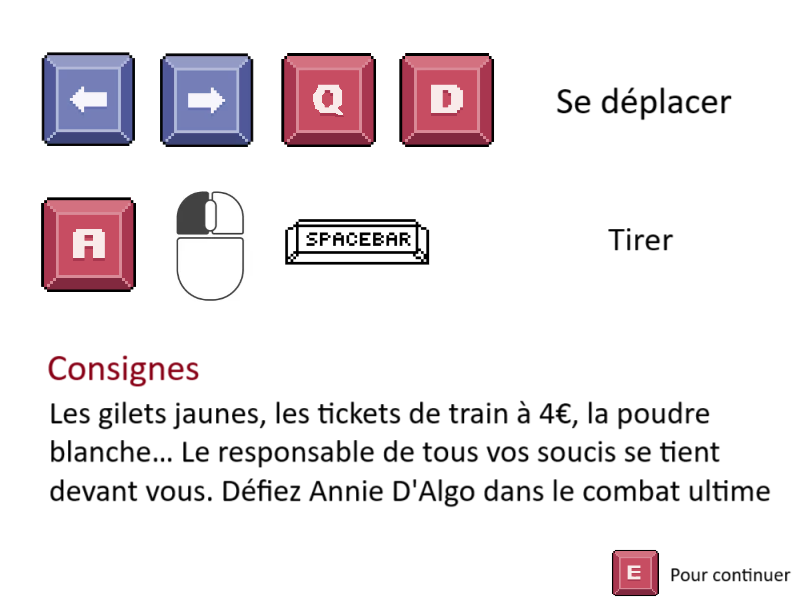 Q D Se déplacer
A SPACEBAR Tirer
Consignes
Les gilets jaunes, les tickets de train à 4€, la poudre
blanche... Le responsable de tous vos soucis se tient
devant vous. Défiez Annie D'Algo dans le combat ultime
E Pour continuer